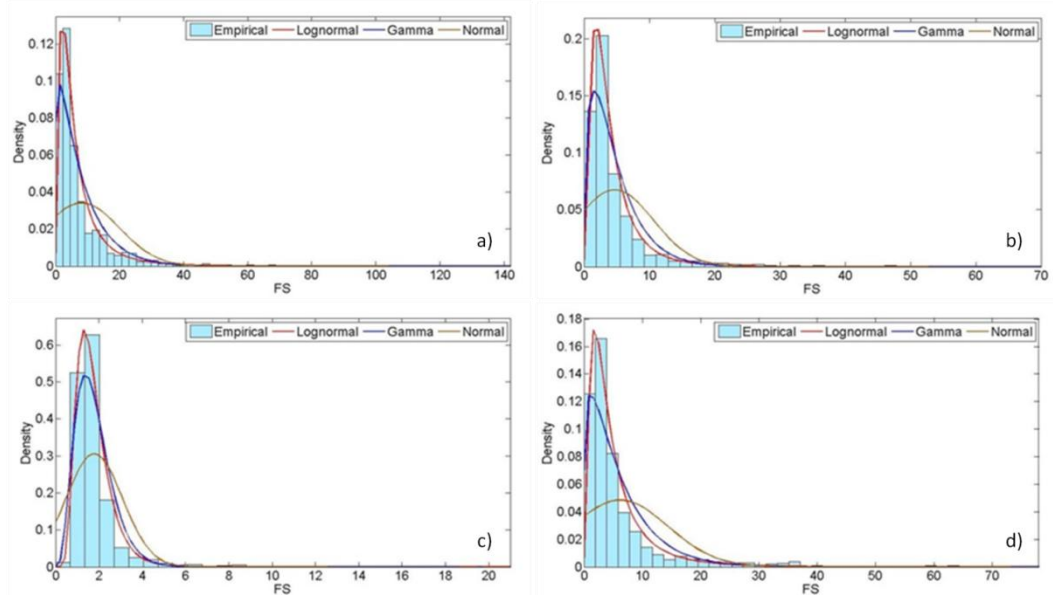 Empirical Lognormal Gamma Normal
0.12
0.1
0.08
0.06
0.04
0.02
0
Density
a)
0 20 40 60 80 100 120 140
FS
Empirical Lognormal Gamma Normal
0.2
0.15
0.1
0.05
0
Density
b)
0 10 20 30 40 50 60 70
FS
Empirical Lognormal Gamma Normal
0.6
0.5
0.4
0.3
0.2
0.1
0
Density
c)
0 2 4 6 8 10 12 14 16 18 20
FS
Empirical Lognormal Gamma Normal
0.18
0.16
0.14
0.12
0.1
0.08
0.06
0.04
0.02
0
Density
d)
0 10 20 30 40 50 60 70
FS